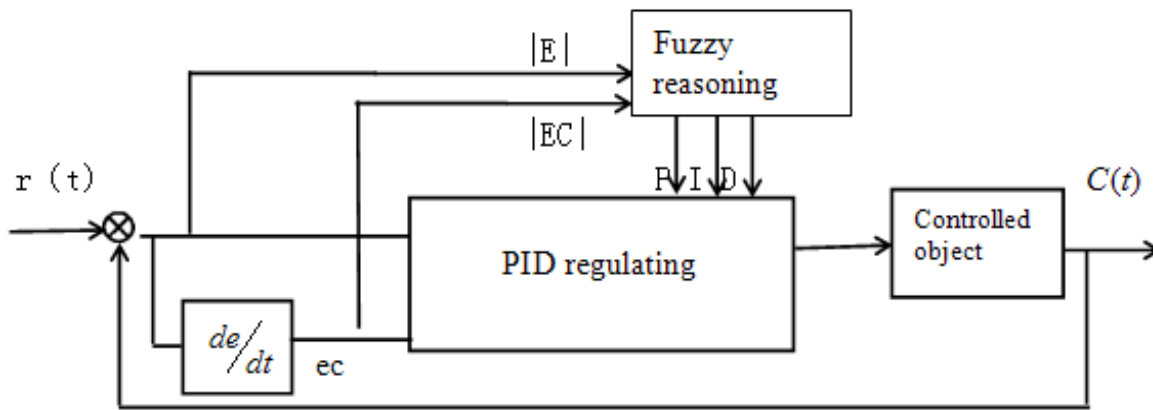 Fuzzy
reasoning
|E|
|EC|
P I D
r (t)
C(t)
Controlled
object
PID regulating
de/dt
ec